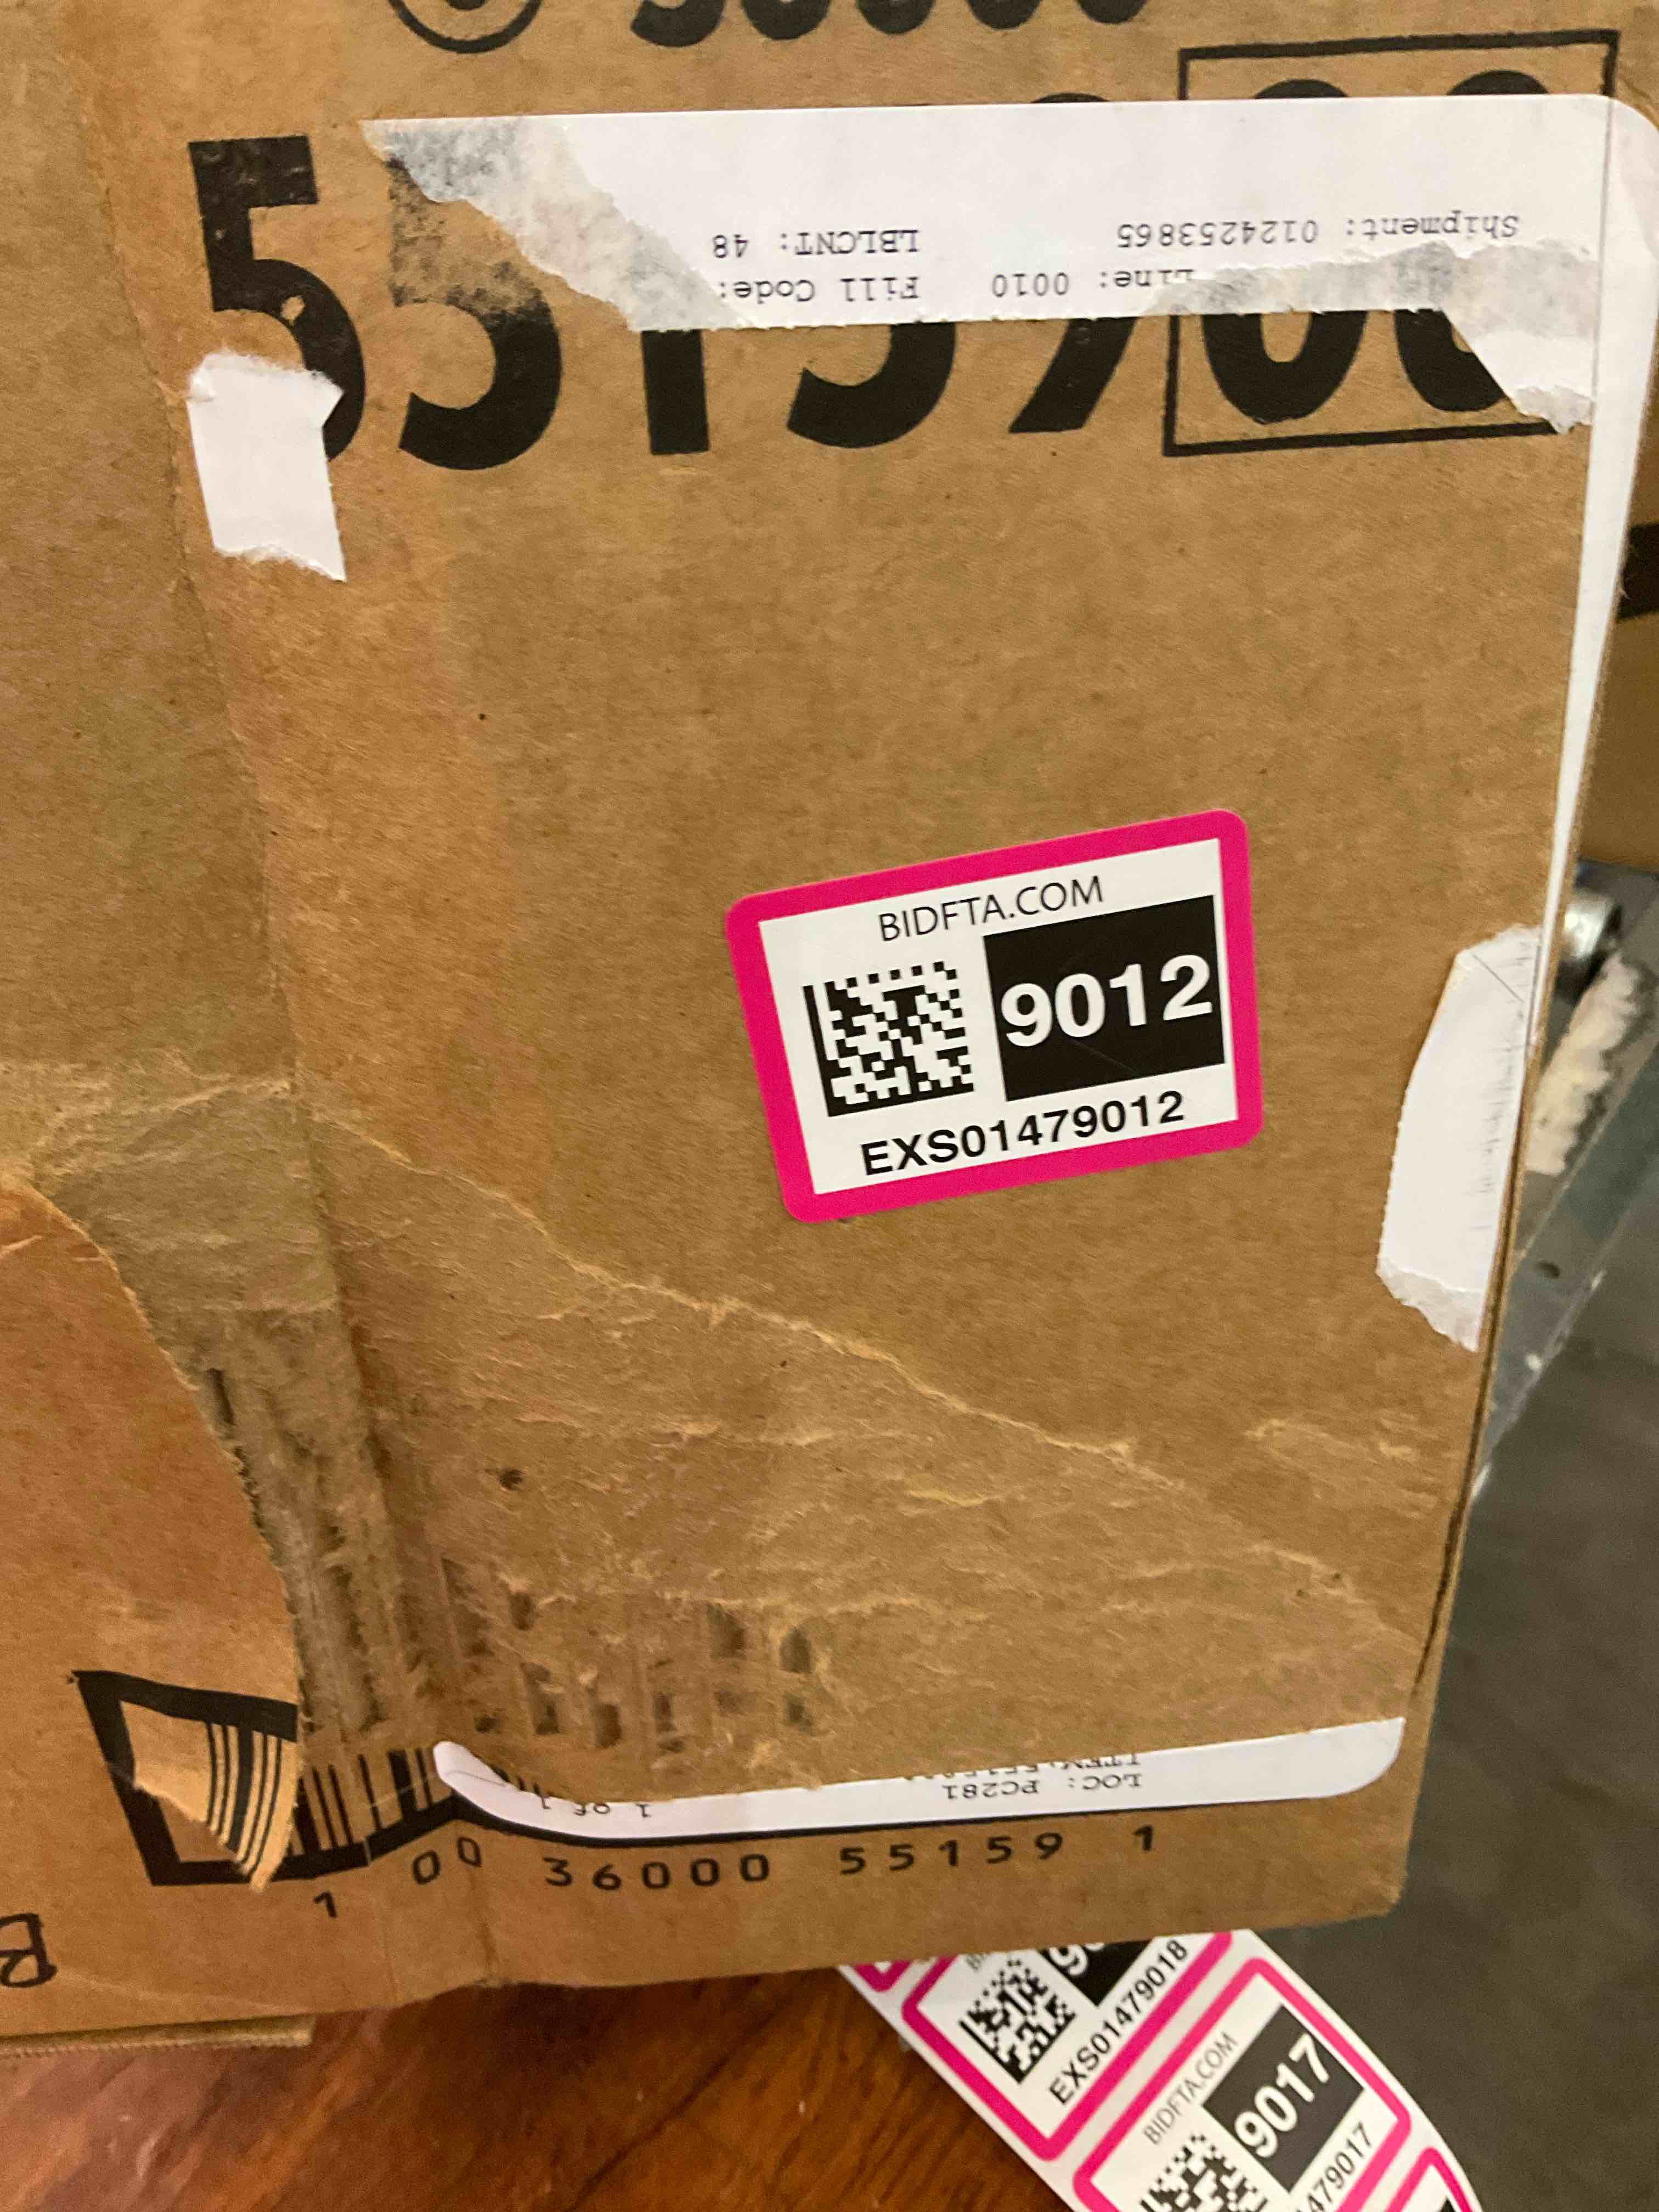 Shipment: 0124253865
LBLCNT: 48
Line: 0010
Fill Code:
BIDFTA.COM
9012
EXS01479012
LOC: PC281
1 of
1 00 36000 55159 1
EXS01479018
BIDFTA.COM
9017
479017